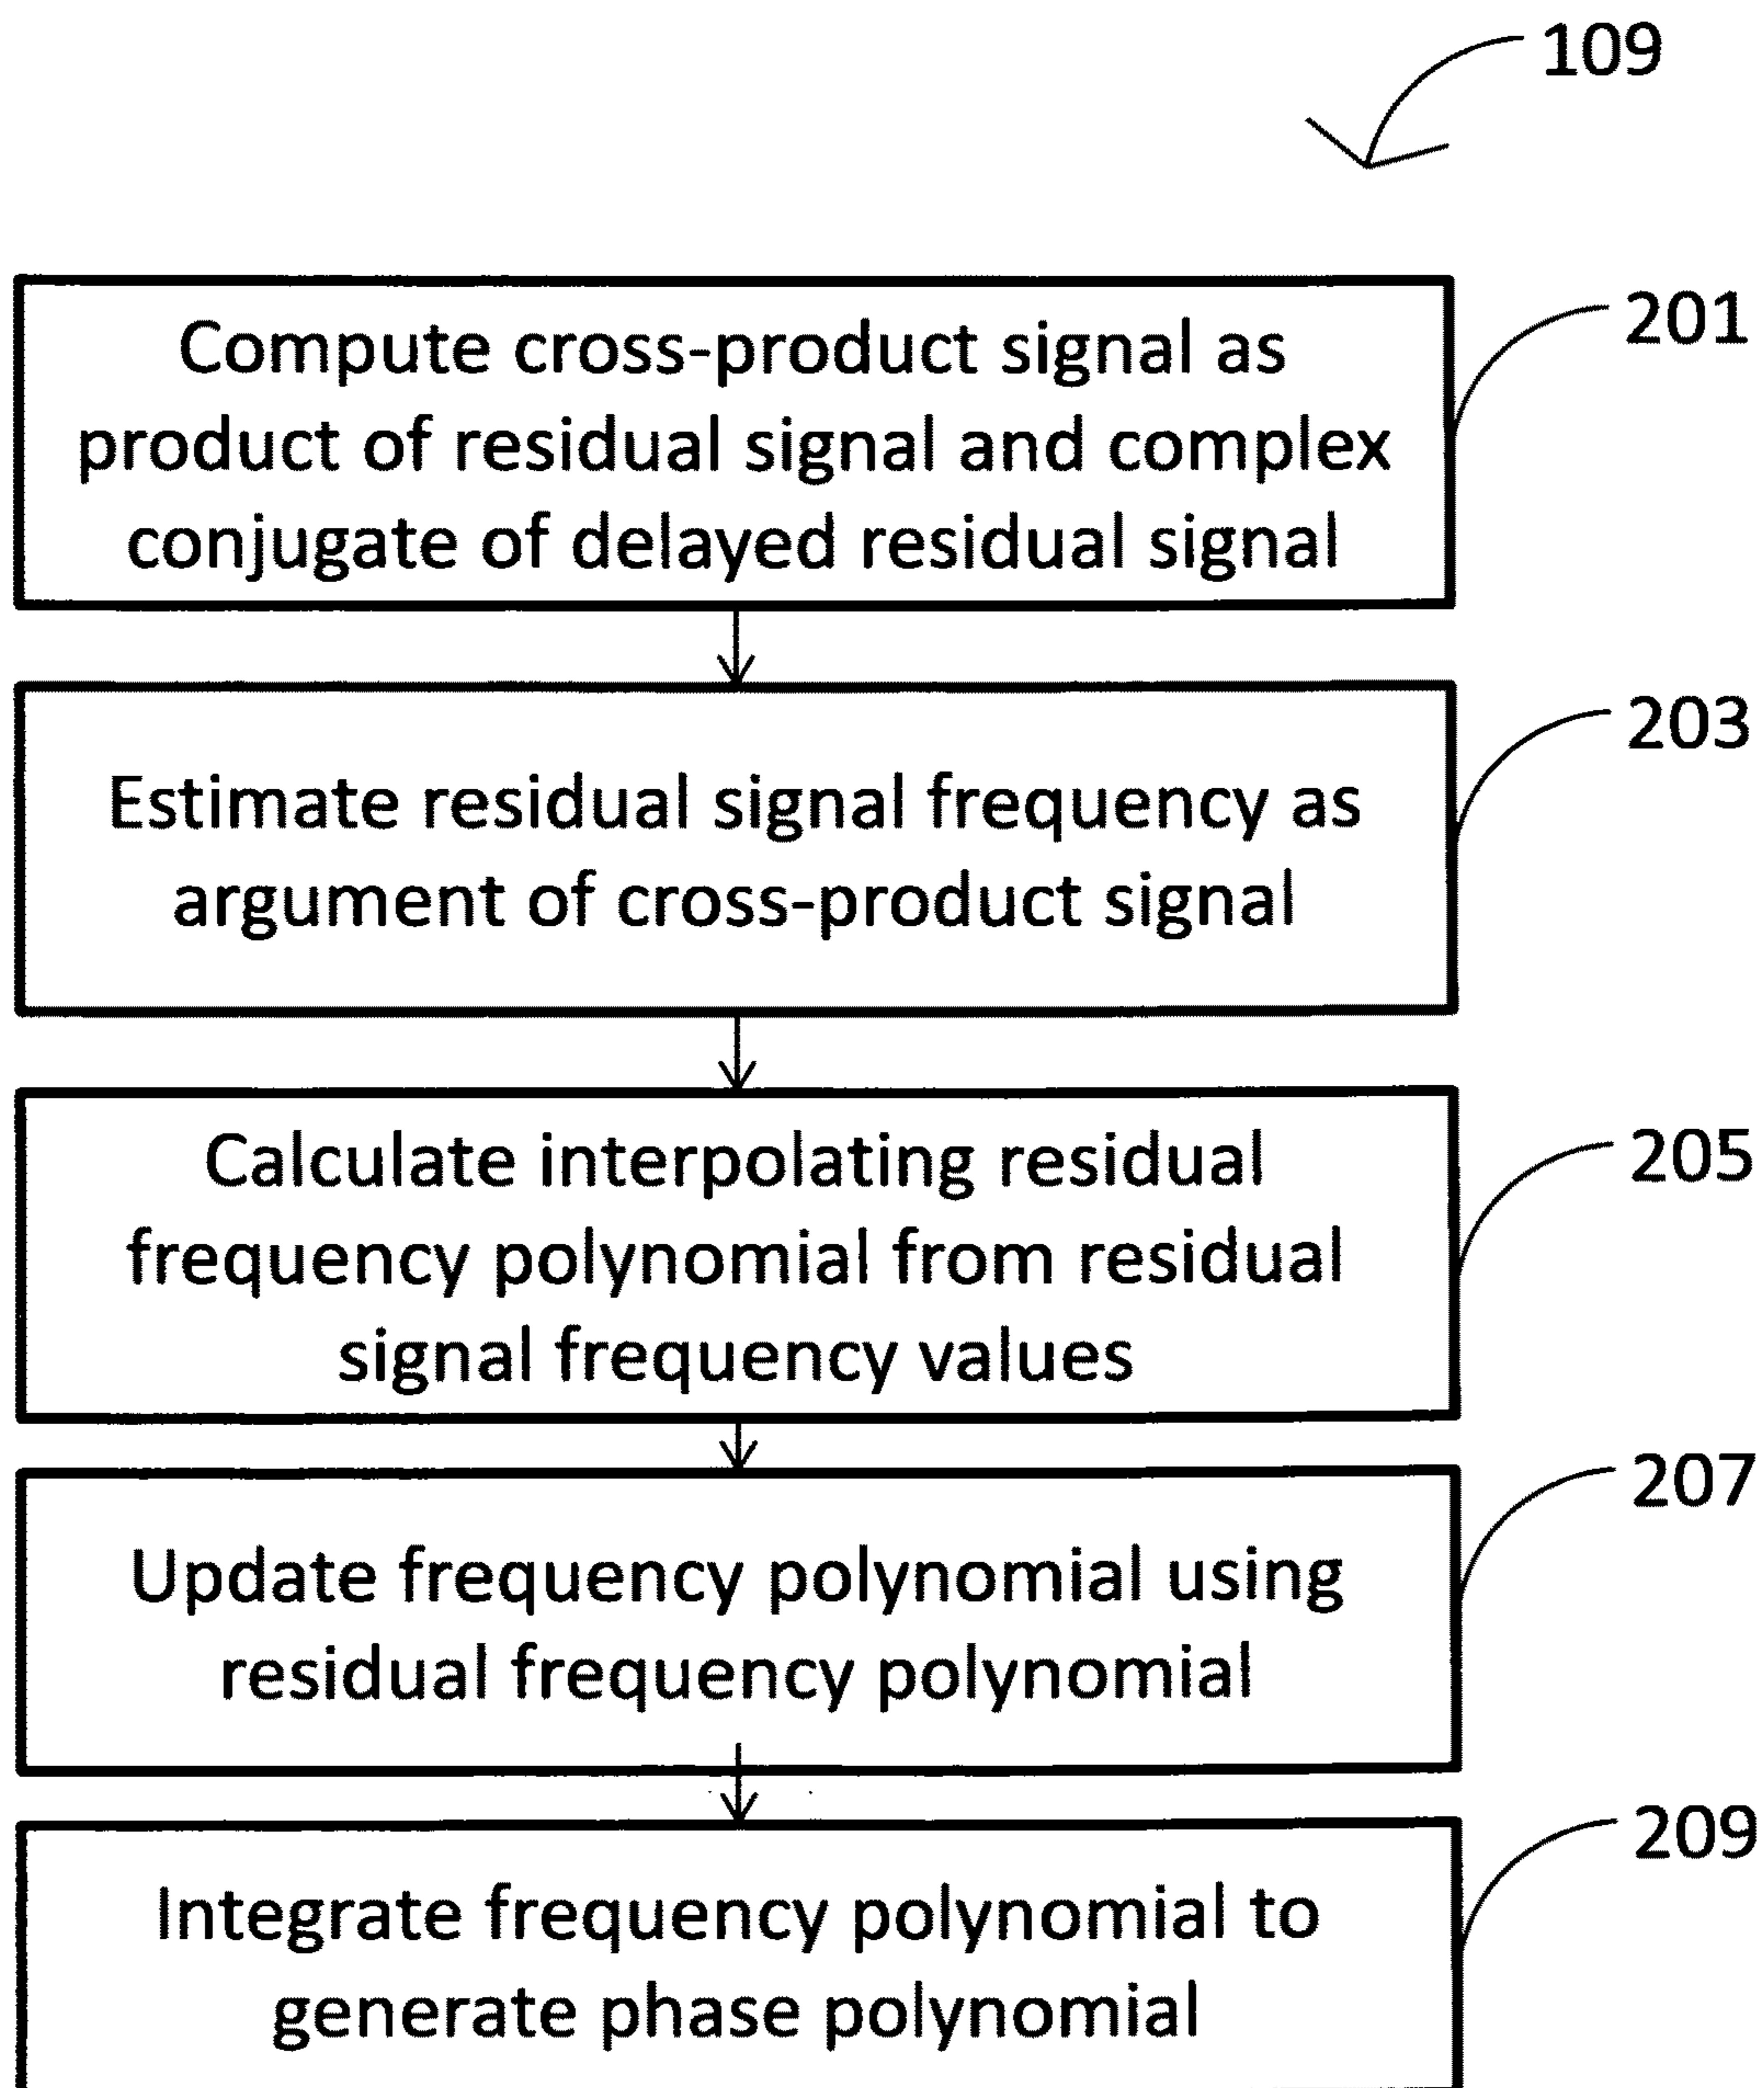 109
Compute cross-product signal as
product of residual signal and complex
conjugate of delayed residual signal
201
Estimate residual signal frequency as
argument of cross-product signal
203
Calculate interpolating residual
frequency polynomial from residual
signal frequency values
205
Update frequency polynomial using
residual frequency polynomial
207
Integrate frequency polynomial to
generate phase polynomial
209